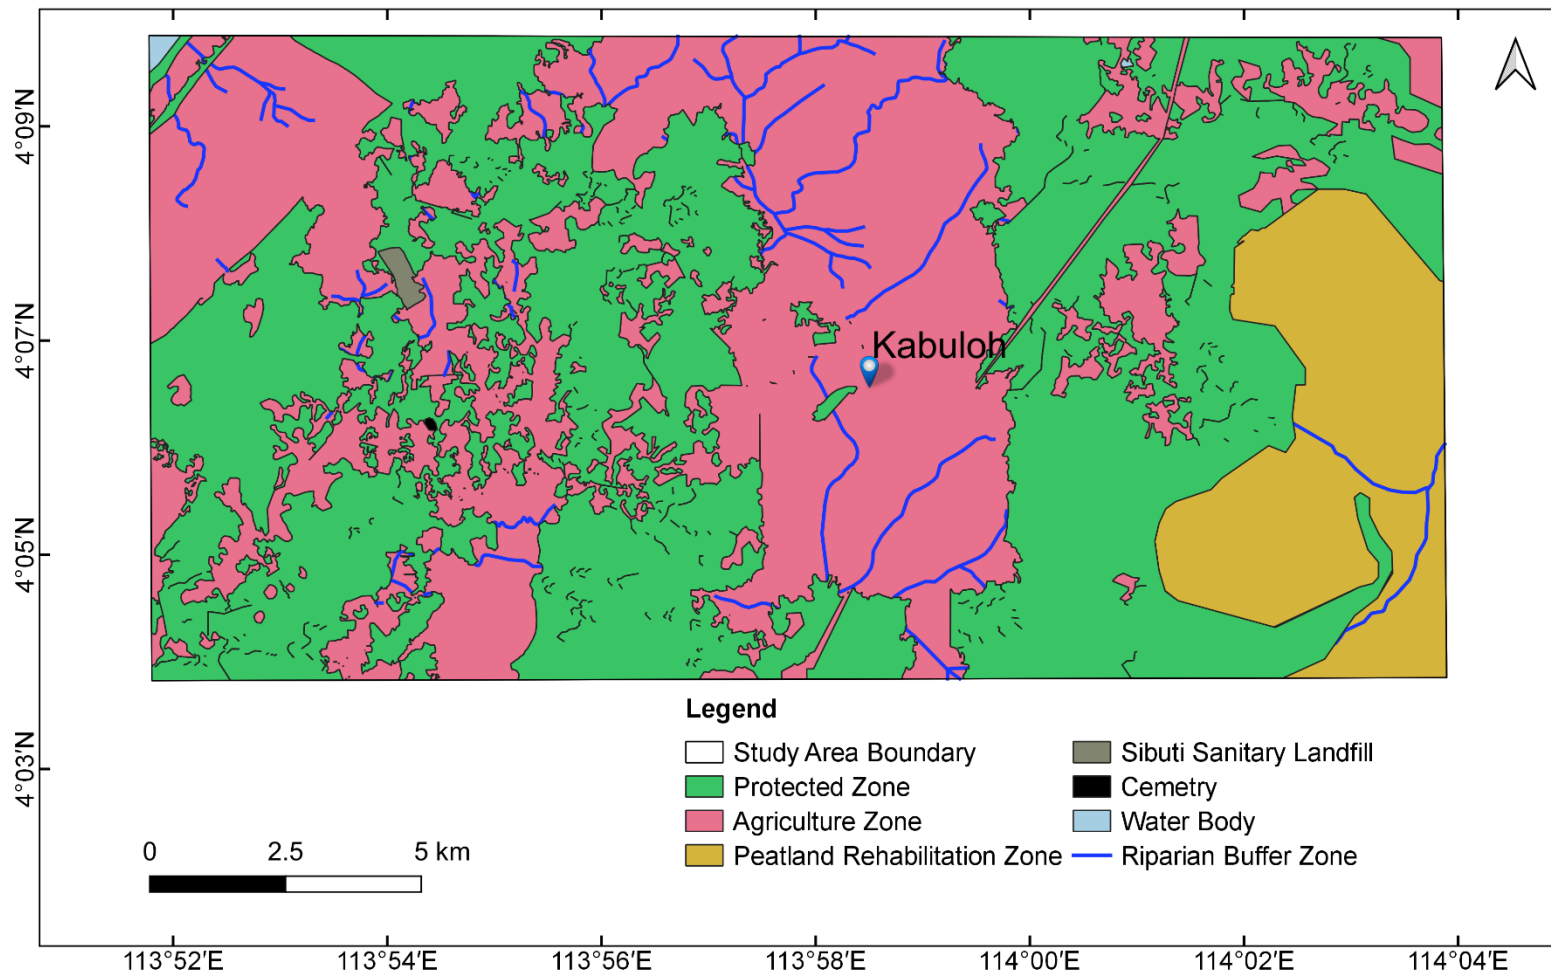 4°09′N
4°07′N
4°05′N
4°03′N
Kabuloh
Legend
Study Area Boundary
Protected Zone
Agriculture Zone
Peatland Rehabilitation Zone
Sibuti Sanitary Landfill
Cemetry
Water Body
Riparian Buffer Zone
0 2.5 5 km
113°52′E 113°54′E 113°56′E 113°58′E 114°00′E 114°02′E 114°04′E